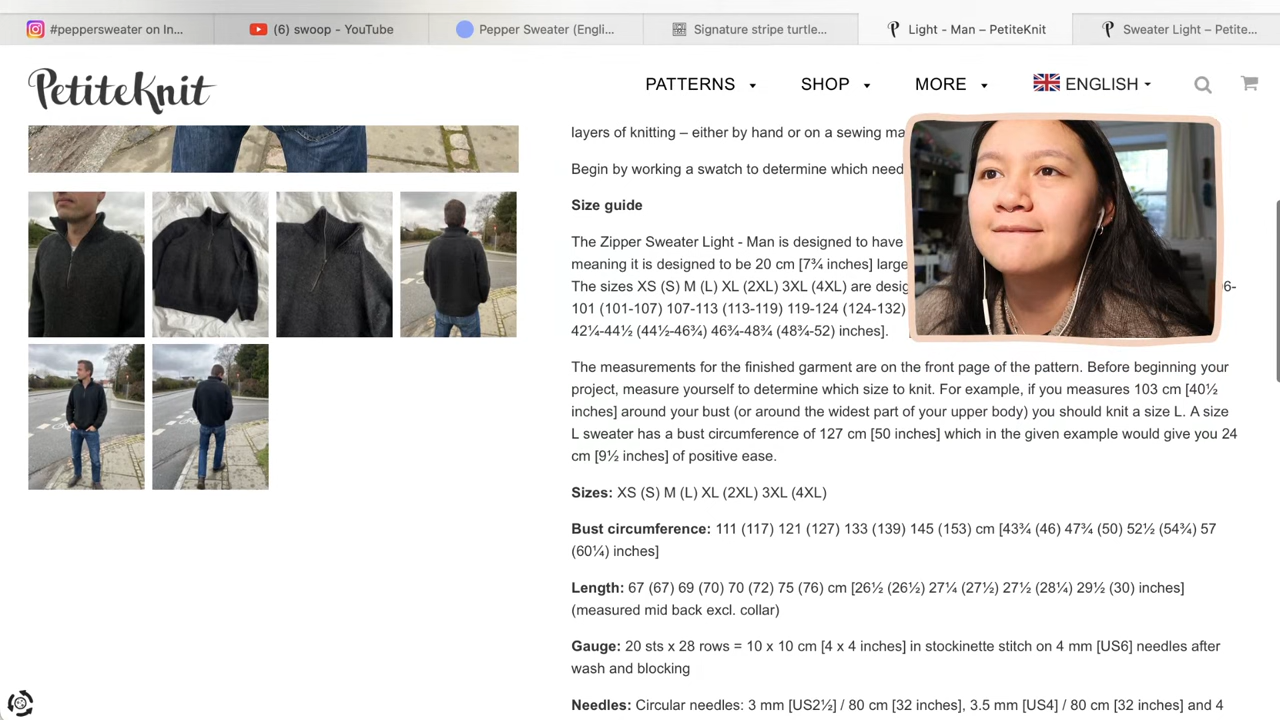 #peppersweater on In...
(6) swoop - YouTube
Pepper Sweater (Engli...
Signature stripe turtle...
Light - Man – PetiteKnit
Sweater Light – Petite...
PetiteKnit
PATTERNS
SHOP
MORE
ENGLISH
layers of knitting – either by hand or on a sewing ma
Begin by working a swatch to determine which need
Size guide
The Zipper Sweater Light - Man is designed to have
meaning it is designed to be 20 cm [7¾ inches] large
The sizes XS (S) M (L) XL (2XL) 3XL (4XL) are desig 6-
101 (101-107) 107-113 (113-119) 119-124 (124-132)
42¼-44½ (44½-46¾) 46¾-48¾ (48¾-52) inches].
The measurements for the finished garment are on the front page of the pattern. Before beginning your
project, measure yourself to determine which size to knit. For example, if you measures 103 cm [40½
inches] around your bust (or around the widest part of your upper body) you should knit a size L. A size
L sweater has a bust circumference of 127 cm [50 inches] which in the given example would give you 24
cm [9½ inches] of positive ease.
Sizes: XS (S) M (L) XL (2XL) 3XL (4XL)
Bust circumference: 111 (117) 121 (127) 133 (139) 145 (153) cm [43¾ (46) 47¾ (50) 52½ (54¾) 57
(60¼) inches]
Length: 67 (67) 69 (70) 70 (72) 75 (76) cm [26½ (26½) 27¼ (27½) 27½ (28¼) 29½ (30) inches]
(measured mid back excl. collar)
Gauge: 20 sts x 28 rows = 10 x 10 cm [4 x 4 inches] in stockinette stitch on 4 mm [US6] needles after
wash and blocking
Needles: Circular needles: 3 mm [US2½] / 80 cm [32 inches], 3.5 mm [US4] / 80 cm [32 inches] and 4